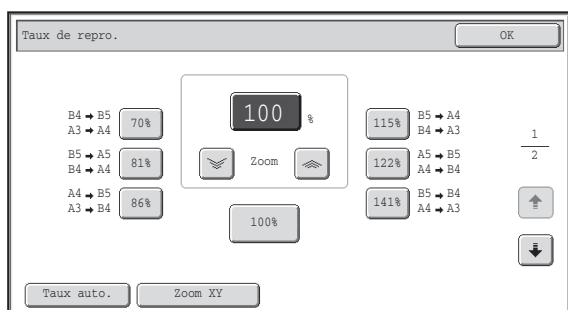 Taux de repro.
OK
B4 → B5
A3 → A4
70%
B5 → A5
B4 → A4
81%
A4 → B5
A3 → B4
86%
100 %
Zoom
100%
115%
B5 → A4
B4 → A3
122%
A5 → B5
A4 → B4
141%
B5 → B4
A4 → A3
1
2
Taux auto.
Zoom XY